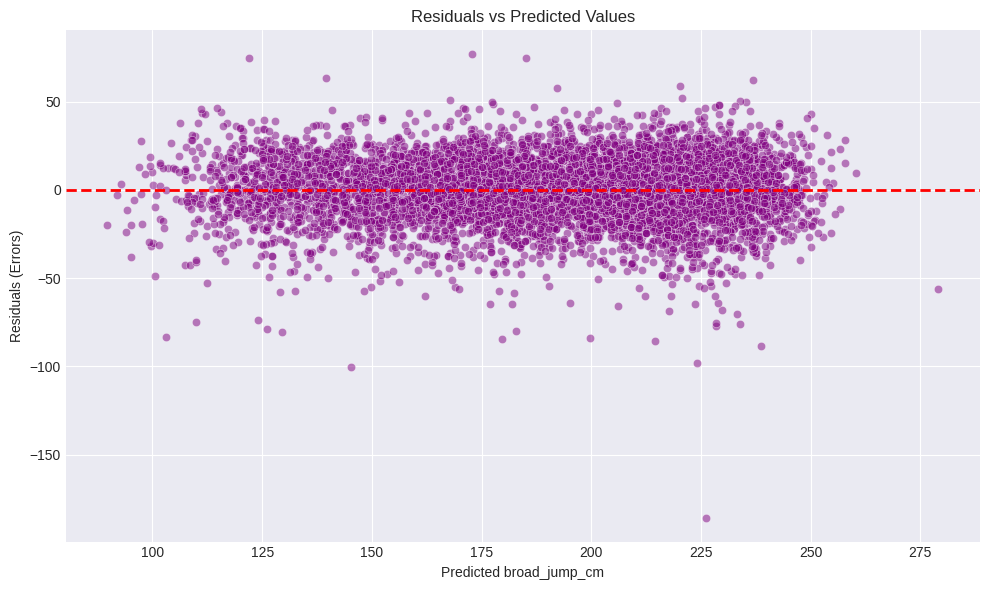 Residuals vs Predicted Values
Residuals (Errors)
50
0
−50
−100
−150
100 125 150 175 200 225 250 275
Predicted broad_jump_cm